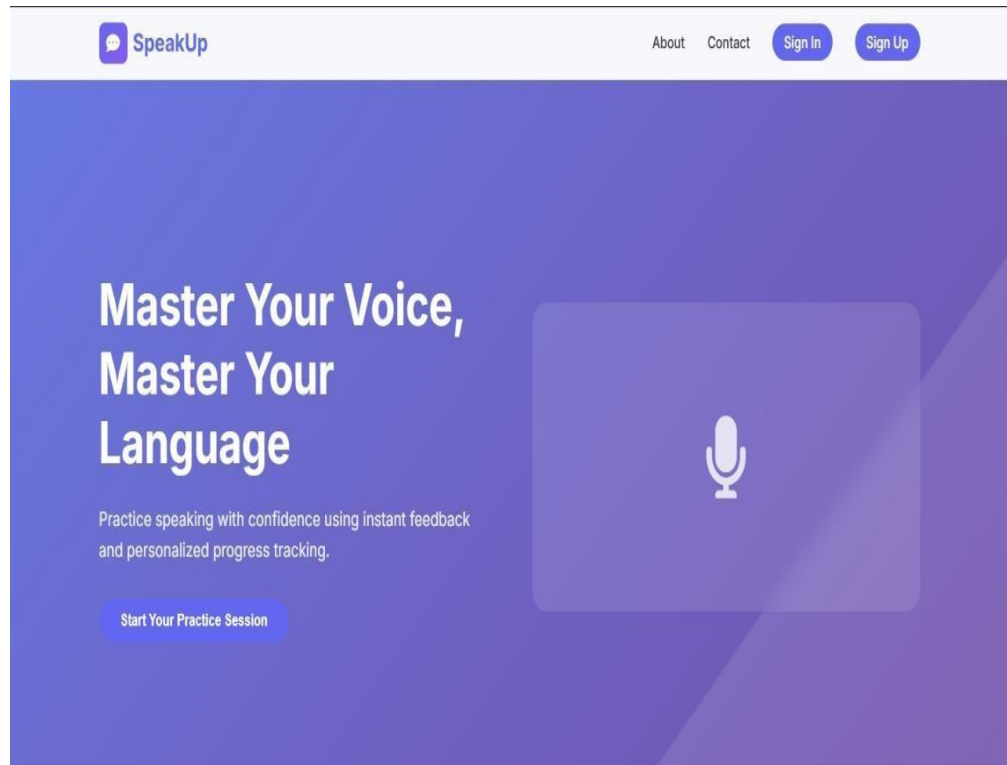 SpeakUp
About Contact Sign In Sign Up
Master Your Voice,
Master Your
Language
Practice speaking with confidence using instant feedback
and personalized progress tracking.
Start Your Practice Session